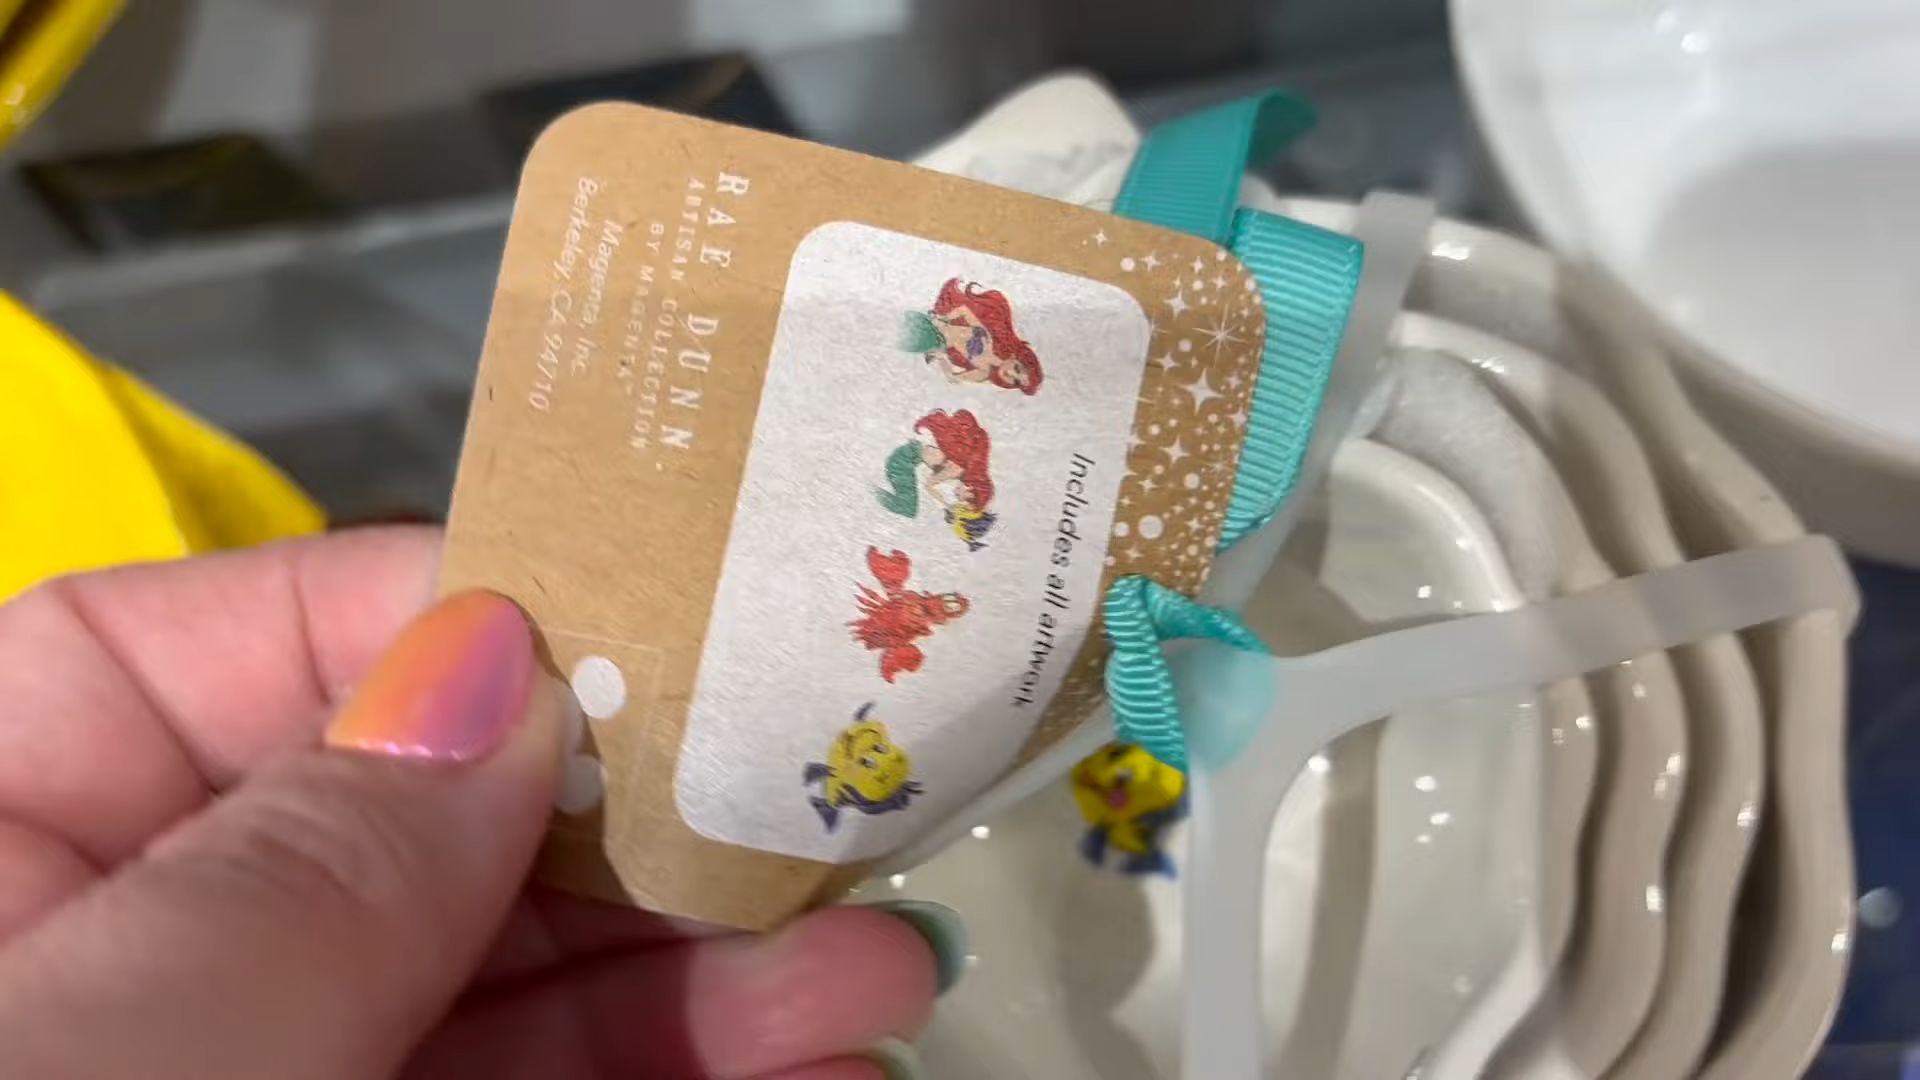 Includes all artwork
RAE DUNN.
ARTISAN COLLECTION
BY MAGENTA
Magenta, Inc.
Berkeley, CA 94710